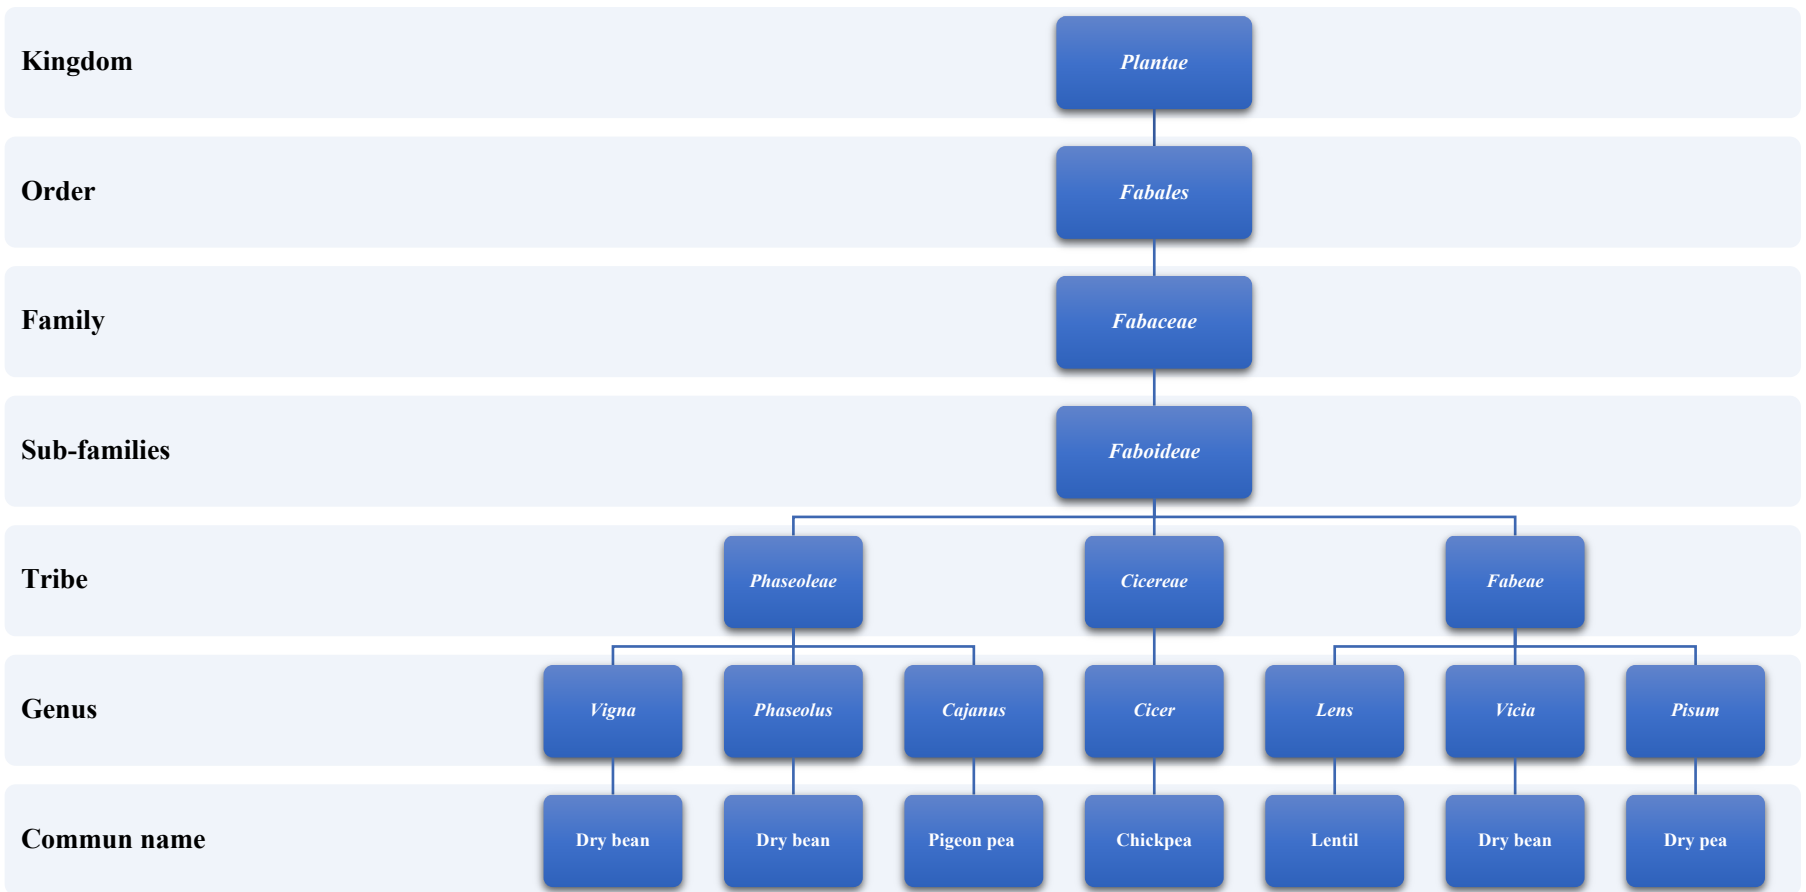 Kingdom
Plantae
Order
Fabales
Family
Fabaceae
Sub-families
Faboideae
Tribe
Phaseoleae
Cicereae
Fabeae
Genus
Vigna
Phaseolus
Cajanus
Cicer
Lens
Vicia
Pisum
Commun name
Dry bean
Dry bean
Pigeon pea
Chickpea
Lentil
Dry bean
Dry pea